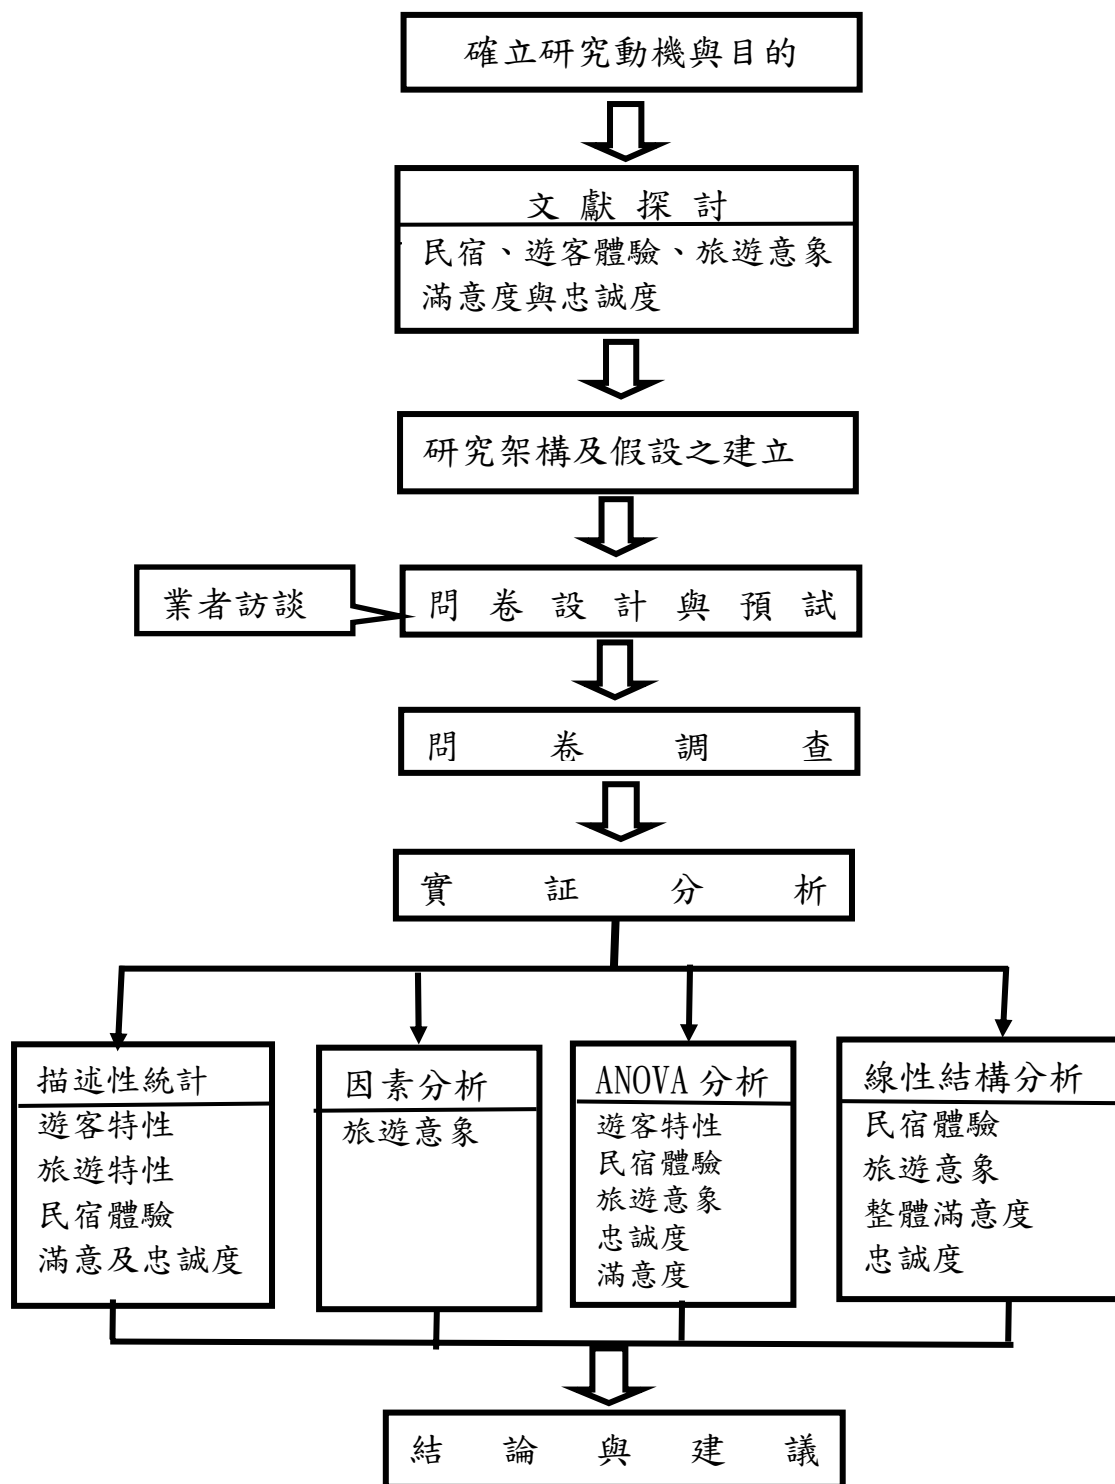 確立研究動機與目的
文獻探討
民宿、遊客體驗、旅遊意象
滿意度與忠誠度
研究架構及假設之建立
業者訪談
問卷設計與預試
問卷調查
實証分析
描述性統計
遊客特性
旅遊特性
民宿體驗
滿意及忠誠度
因素分析
旅遊意象
ANOVA 分析
遊客特性
民宿體驗
旅遊意象
忠誠度
滿意度
線性結構分析
民宿體驗
旅遊意象
整體滿意度
忠誠度
結論與建議